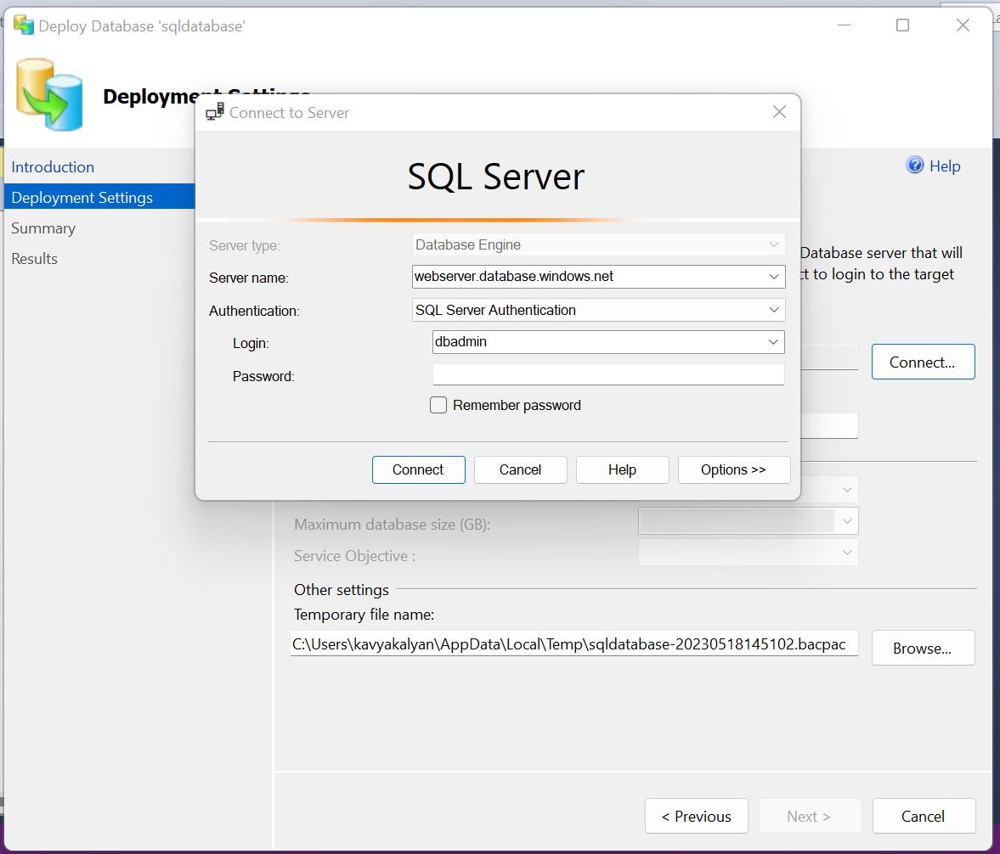 Deploy Database 'sqldatabase'
Deployment Settings
Connect to Server
Introduction
Deployment Settings
Summary
Results
Help
SQL Server
Server type:
Database Engine
Server name:
webserver.database.windows.net
Authentication:
SQL Server Authentication
Login:
dbadmin
Password:
Remember password
Connect
Cancel
Help
Options >>
Database server that will
to login to the target
Connect...
Maximum database size (GB):
Service Objective :
Other settings
Temporary file name:
C:\Users\kavyakalyan\AppData\Local\Temp\sqldatabase-20230518145102.bacpac
Browse...
< Previous
Next >
Cancel